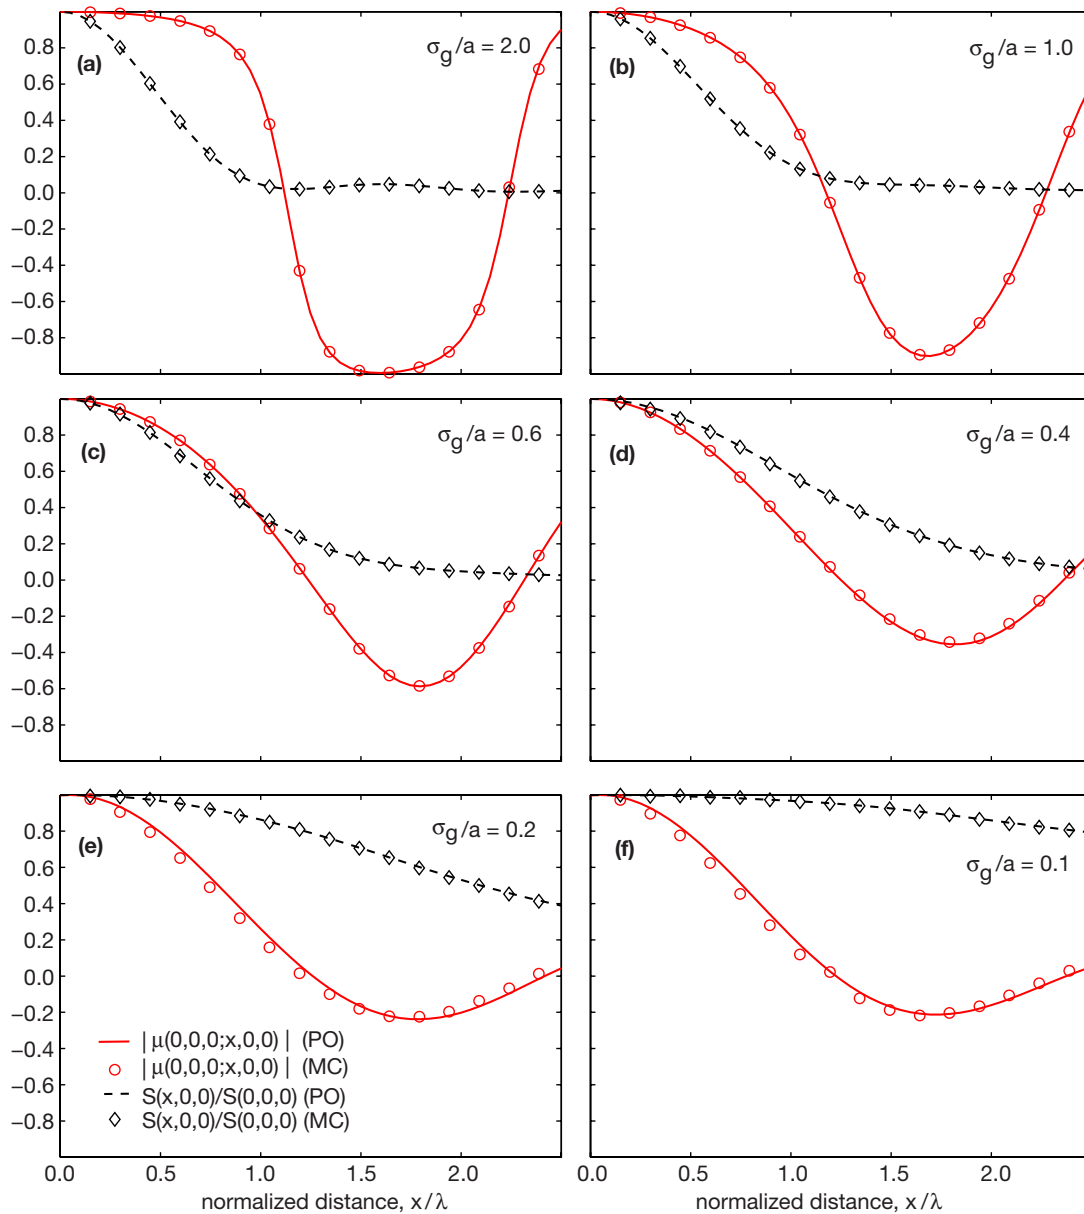 (a)
σg/a = 2.0
0.8
0.6
0.4
0.2
0.0
−0.2
−0.4
−0.6
−0.8
(b)
σg/a = 1.0
(c)
σg/a = 0.6
0.8
0.6
0.4
0.2
0.0
−0.2
−0.4
−0.6
−0.8
(d)
σg/a = 0.4
(e)
σg/a = 0.2
0.8
0.6
0.4
0.2
0.0
−0.2
−0.4
−0.6
−0.8
| μ(0,0,0;x,0,0) | (PO)
| μ(0,0,0;x,0,0) | (MC)
S(x,0,0)/S(0,0,0) (PO)
S(x,0,0)/S(0,0,0) (MC)
0.0 0.5 1.0 1.5 2.0
normalized distance, x/λ
(f)
σg/a = 0.1
0.0 0.5 1.0 1.5 2.0
normalized distance, x/λ